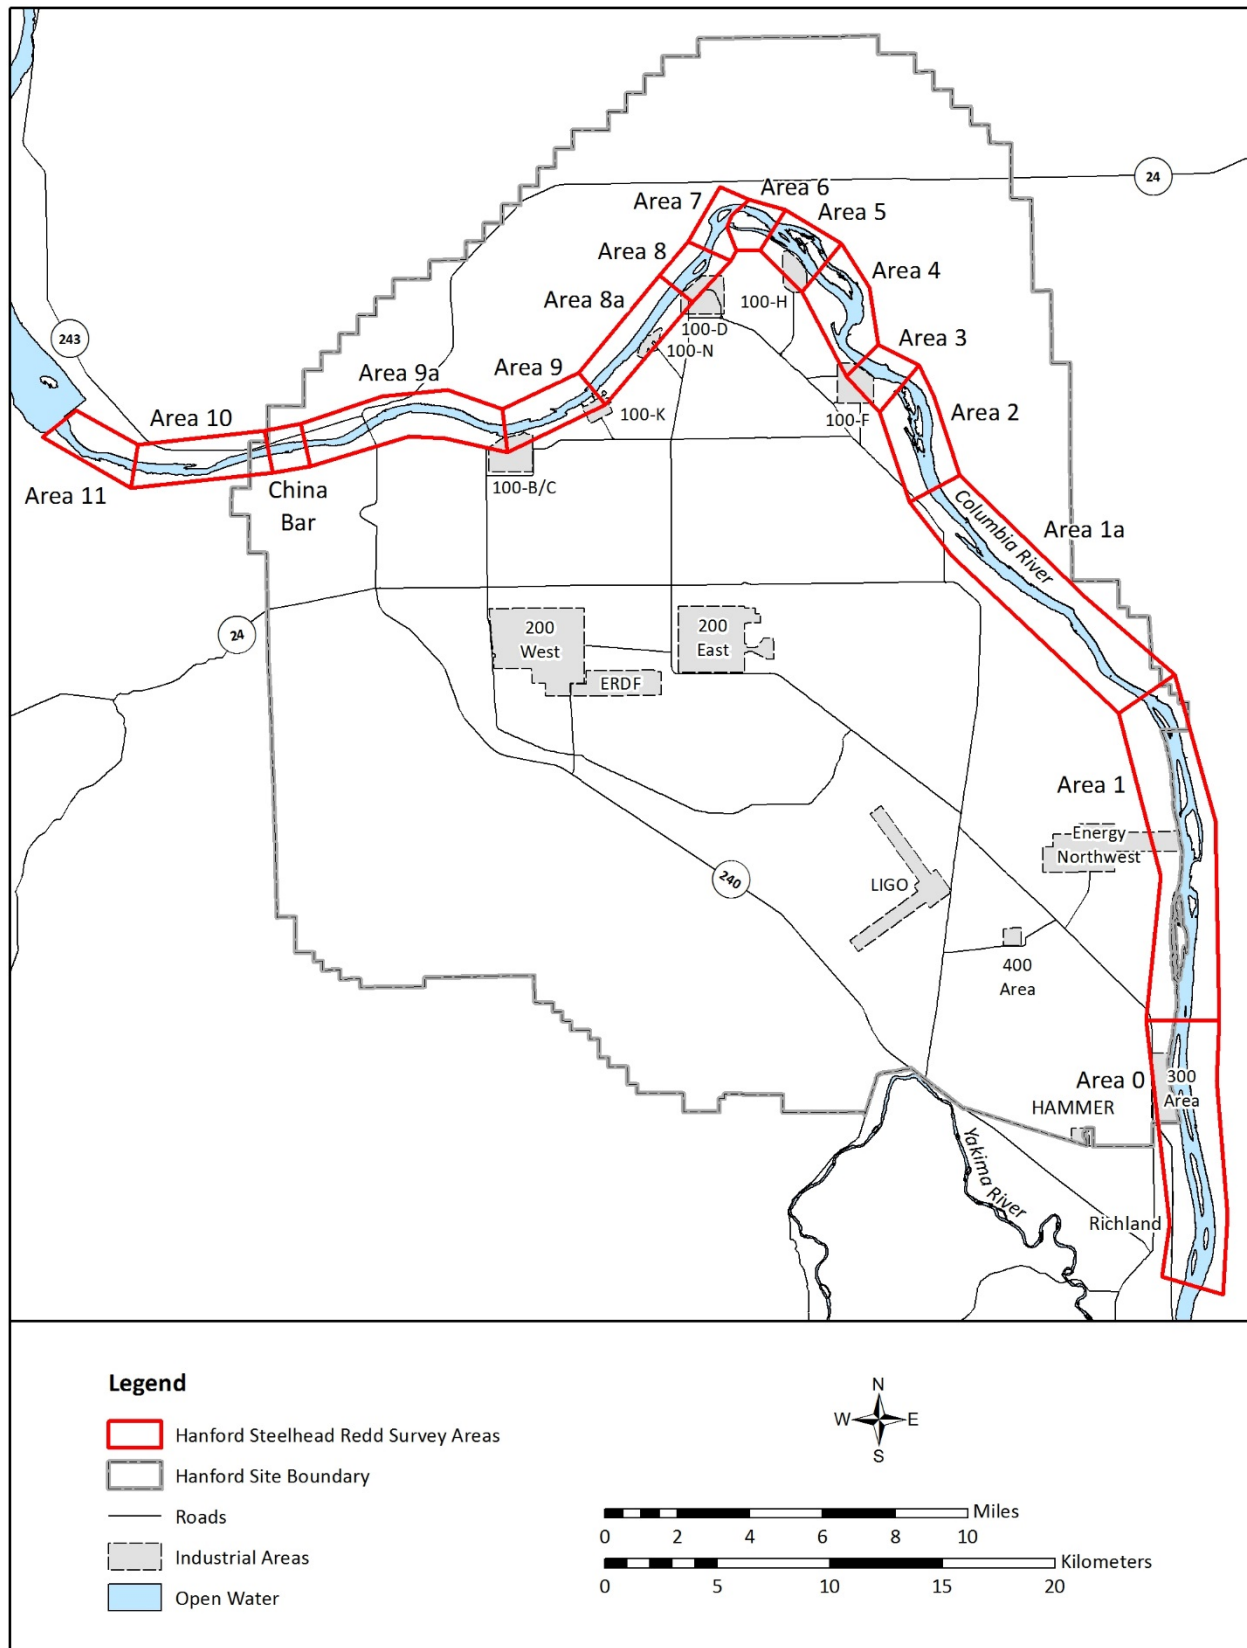 24
Area 6
Area 7
Area 5
Area 8
Area 4
Area 8a
100-H
100-D
243
100-N
Area 3
Area 9
Area 9a
Area 2
100-K
Area 10
100-F
Area 11
China
Bar
100-B/C
Columbia River
Area 1a
24
200
West
200
East
ERDF
Area 1
Energy
Northwest
240
LIGO
400
Area
Area 0
300
Area
HAMMER
Yakima River
Richland
Legend
Hanford Steelhead Redd Survey Areas
Hanford Site Boundary
Roads
Industrial Areas
Open Water
N
W E
S
Miles
0 2 4 6 8 10
Kilometers
0 5 10 15 20